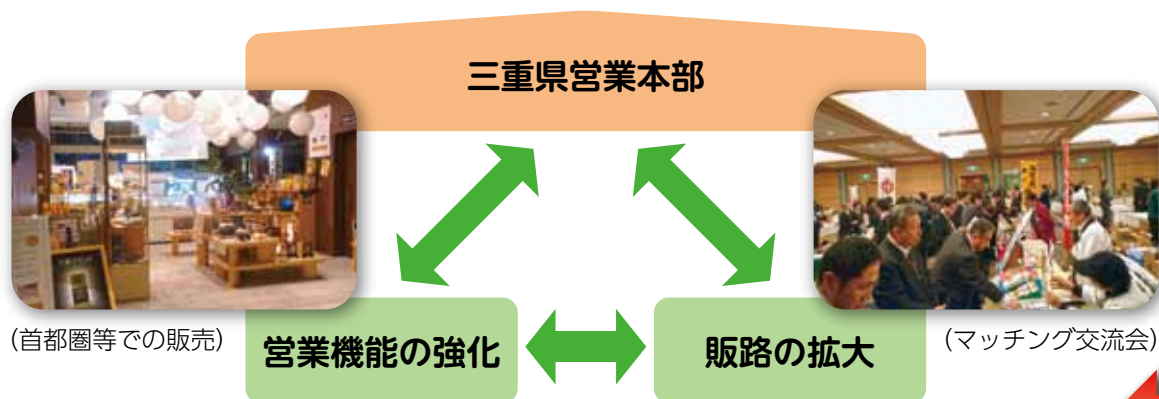 三重県営業本部
(首都圏等での販売)
営業機能の強化
販路の拡大
(マッチング交流会)